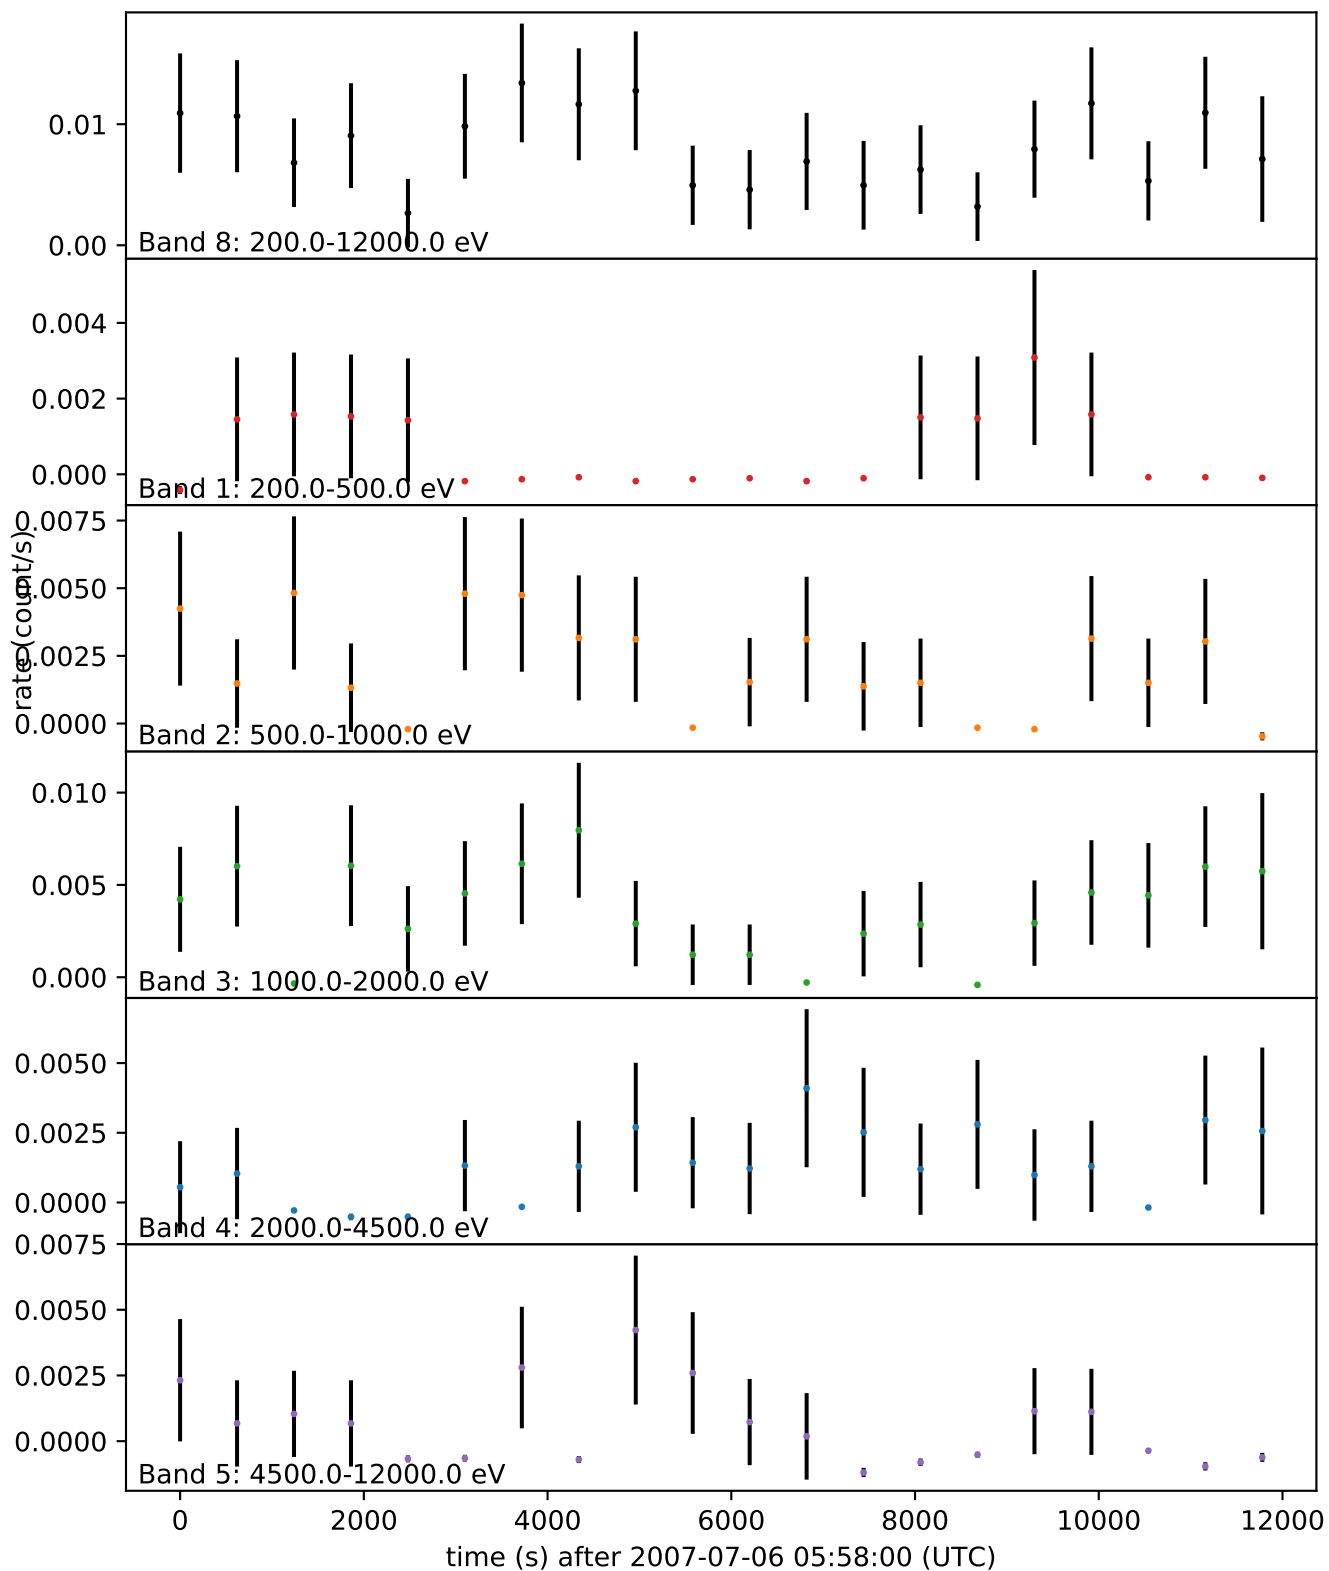 0.01
0.00
Band 8: 200.0-12000.0 eV
0.004
0.002
0.000
Band 1: 200.0-500.0 eV
rate (count/s)
0.0075
0.0050
0.0025
0.0000
Band 2: 500.0-1000.0 eV
0.010
0.005
0.000
Band 3: 1000.0-2000.0 eV
0.0050
0.0025
0.0000
Band 4: 2000.0-4500.0 eV
0.0075
0.0050
0.0025
0.0000
Band 5: 4500.0-12000.0 eV
0 2000 4000 6000 8000 10000 12000
time (s) after 2007-07-06 05:58:00 (UTC)